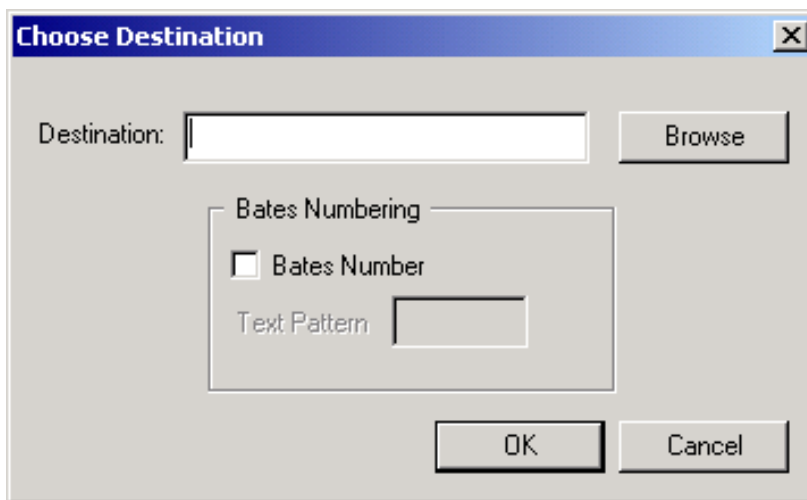 Choose Destination
Destination:
Browse
Bates Numbering
Bates Number
Text Pattern
OK
Cancel